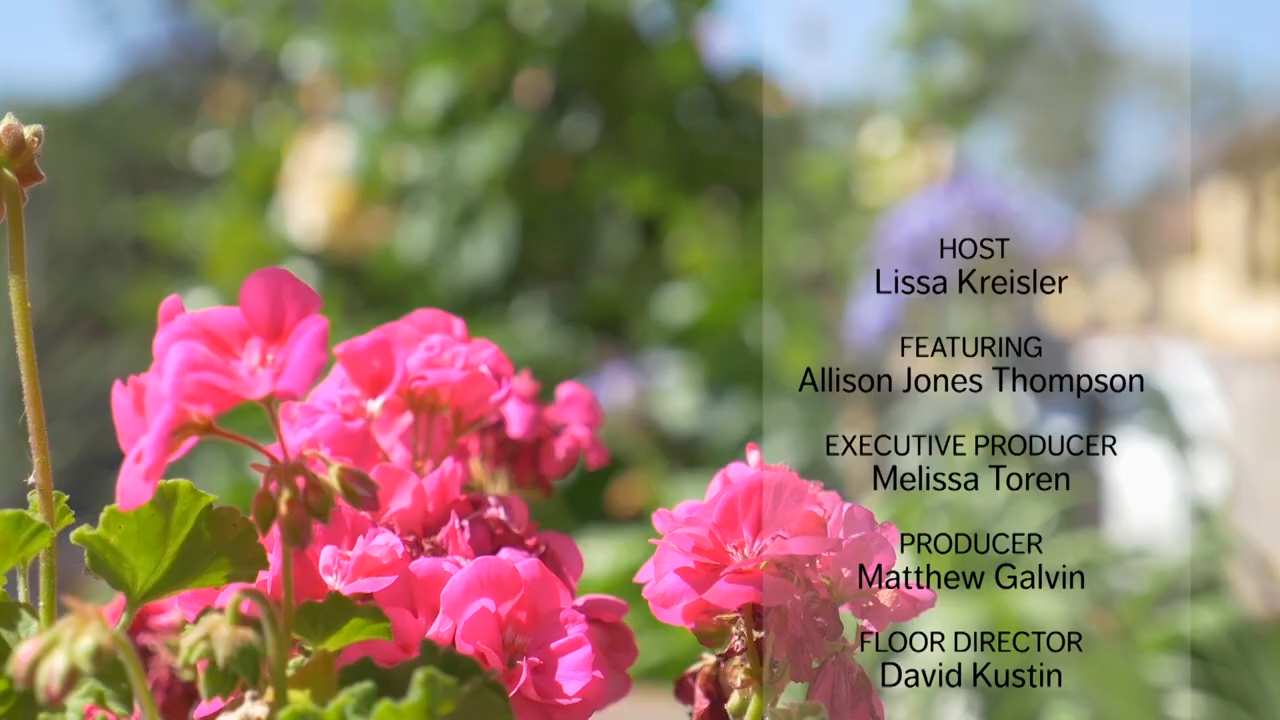 HOST
Lissa Kreisler
FEATURING
Allison Jones Thompson
EXECUTIVE PRODUCER
Melissa Toren
PRODUCER
Matthew Galvin
FLOOR DIRECTOR
David Kustin